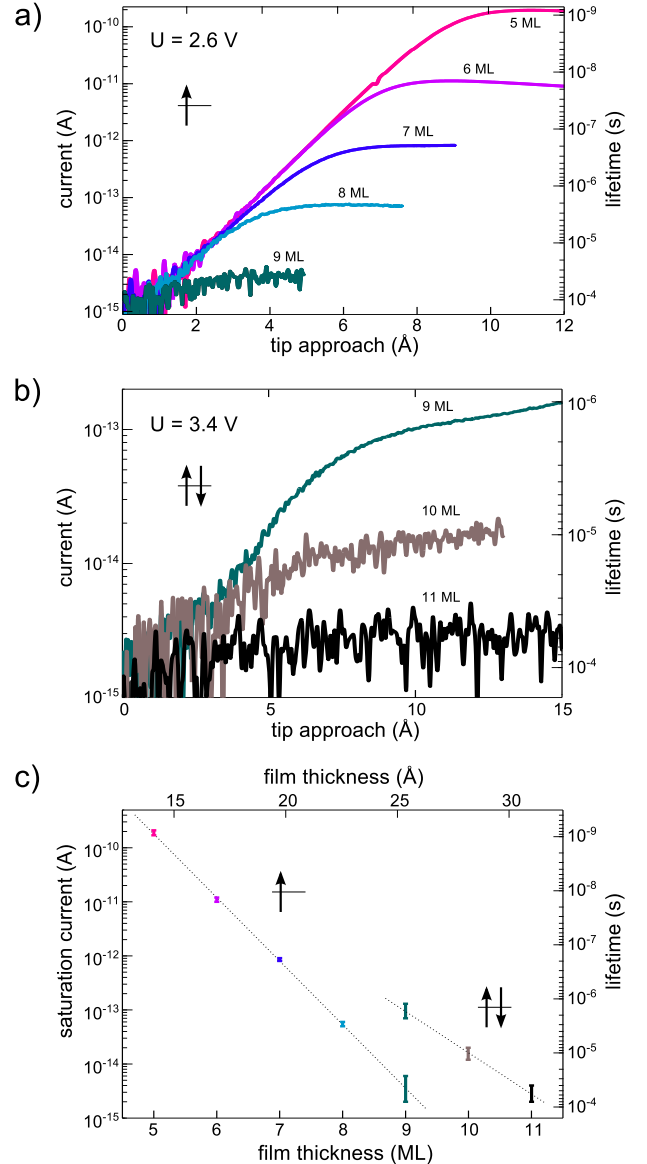 a)
U = 2.6 V
5 ML
6 ML
7 ML
8 ML
9 ML
current (A)
10⁻¹⁰
10⁻¹¹
10⁻¹²
10⁻¹³
10⁻¹⁴
10⁻¹⁵
lifetime (s)
10⁻⁹
10⁻⁸
10⁻⁷
10⁻⁶
10⁻⁵
10⁻⁴
0 2 4 6 8 10 12
tip approach (Å)
b)
U = 3.4 V
9 ML
10 ML
11 ML
current (A)
10⁻¹³
10⁻¹⁴
10⁻¹⁵
lifetime (s)
10⁻⁶
10⁻⁵
10⁻⁴
0 5 10 15
tip approach (Å)
c)
film thickness (Å)
15 20 25 30
saturation current (A)
10⁻¹⁰
10⁻¹¹
10⁻¹²
10⁻¹³
10⁻¹⁴
10⁻¹⁵
lifetime (s)
10⁻⁹
10⁻⁸
10⁻⁷
10⁻⁶
10⁻⁵
10⁻⁴
5 6 7 8 9 10 11
film thickness (ML)